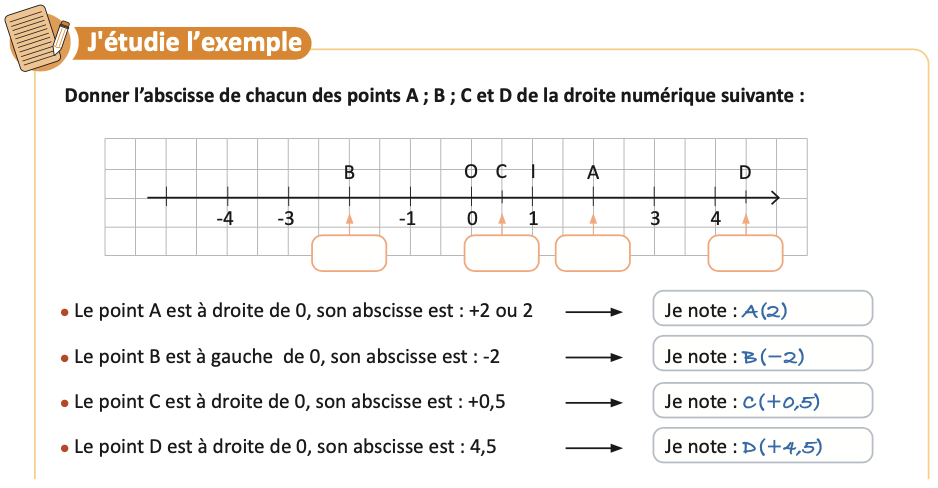 J'étudie l'exemple
Donner l'abscisse de chacun des points A ; B ; C et D de la droite numérique suivante :
B O C I A D
-4 -3 -1 0 1 3 4
• Le point A est à droite de 0, son abscisse est : +2 ou 2 Je note : A(2)
• Le point B est à gauche de 0, son abscisse est : -2 Je note : B(-2)
• Le point C est à droite de 0, son abscisse est : +0,5 Je note : C(+0,5)
• Le point D est à droite de 0, son abscisse est : 4,5 Je note : D(+4,5)